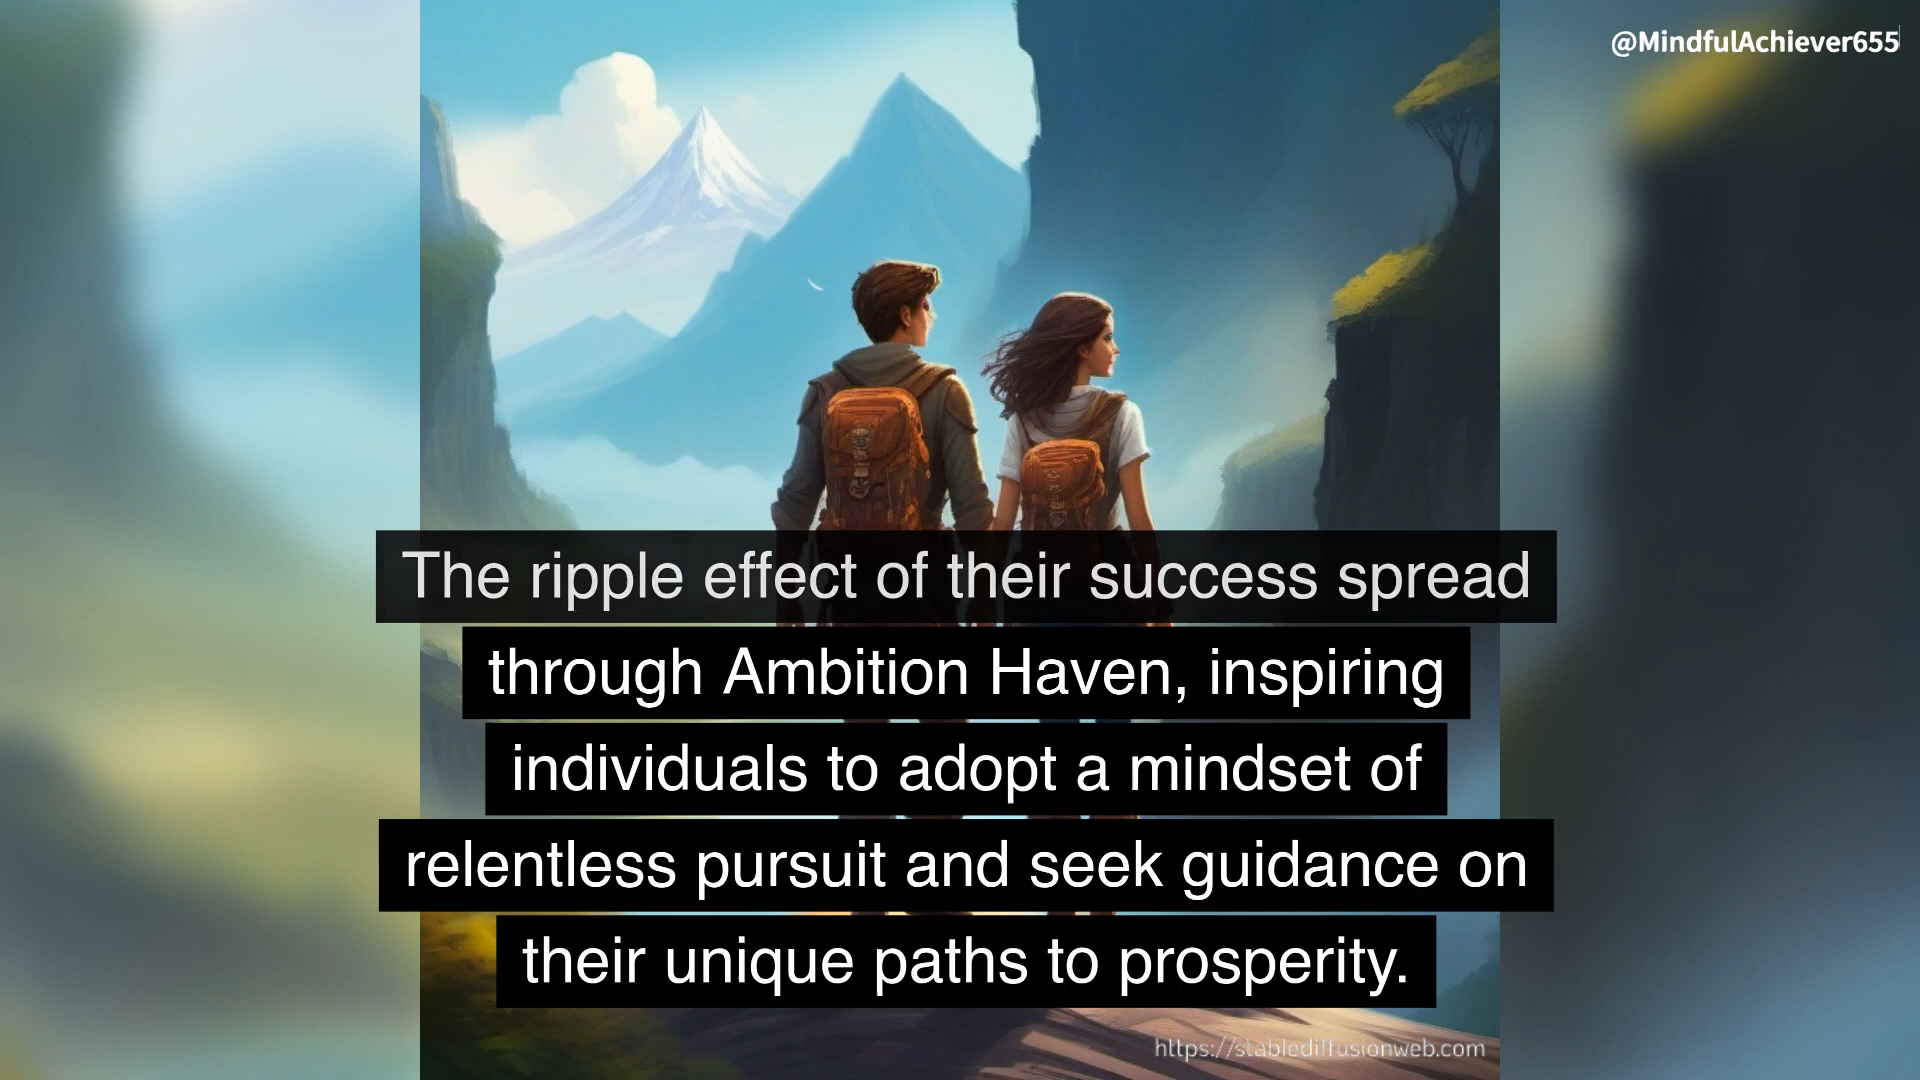 @MindfulAchiever655
The ripple effect of their success spread
through Ambition Haven, inspiring
individuals to adopt a mindset of
relentless pursuit and seek guidance on
their unique paths to prosperity.
https://stablediffusionweb.com